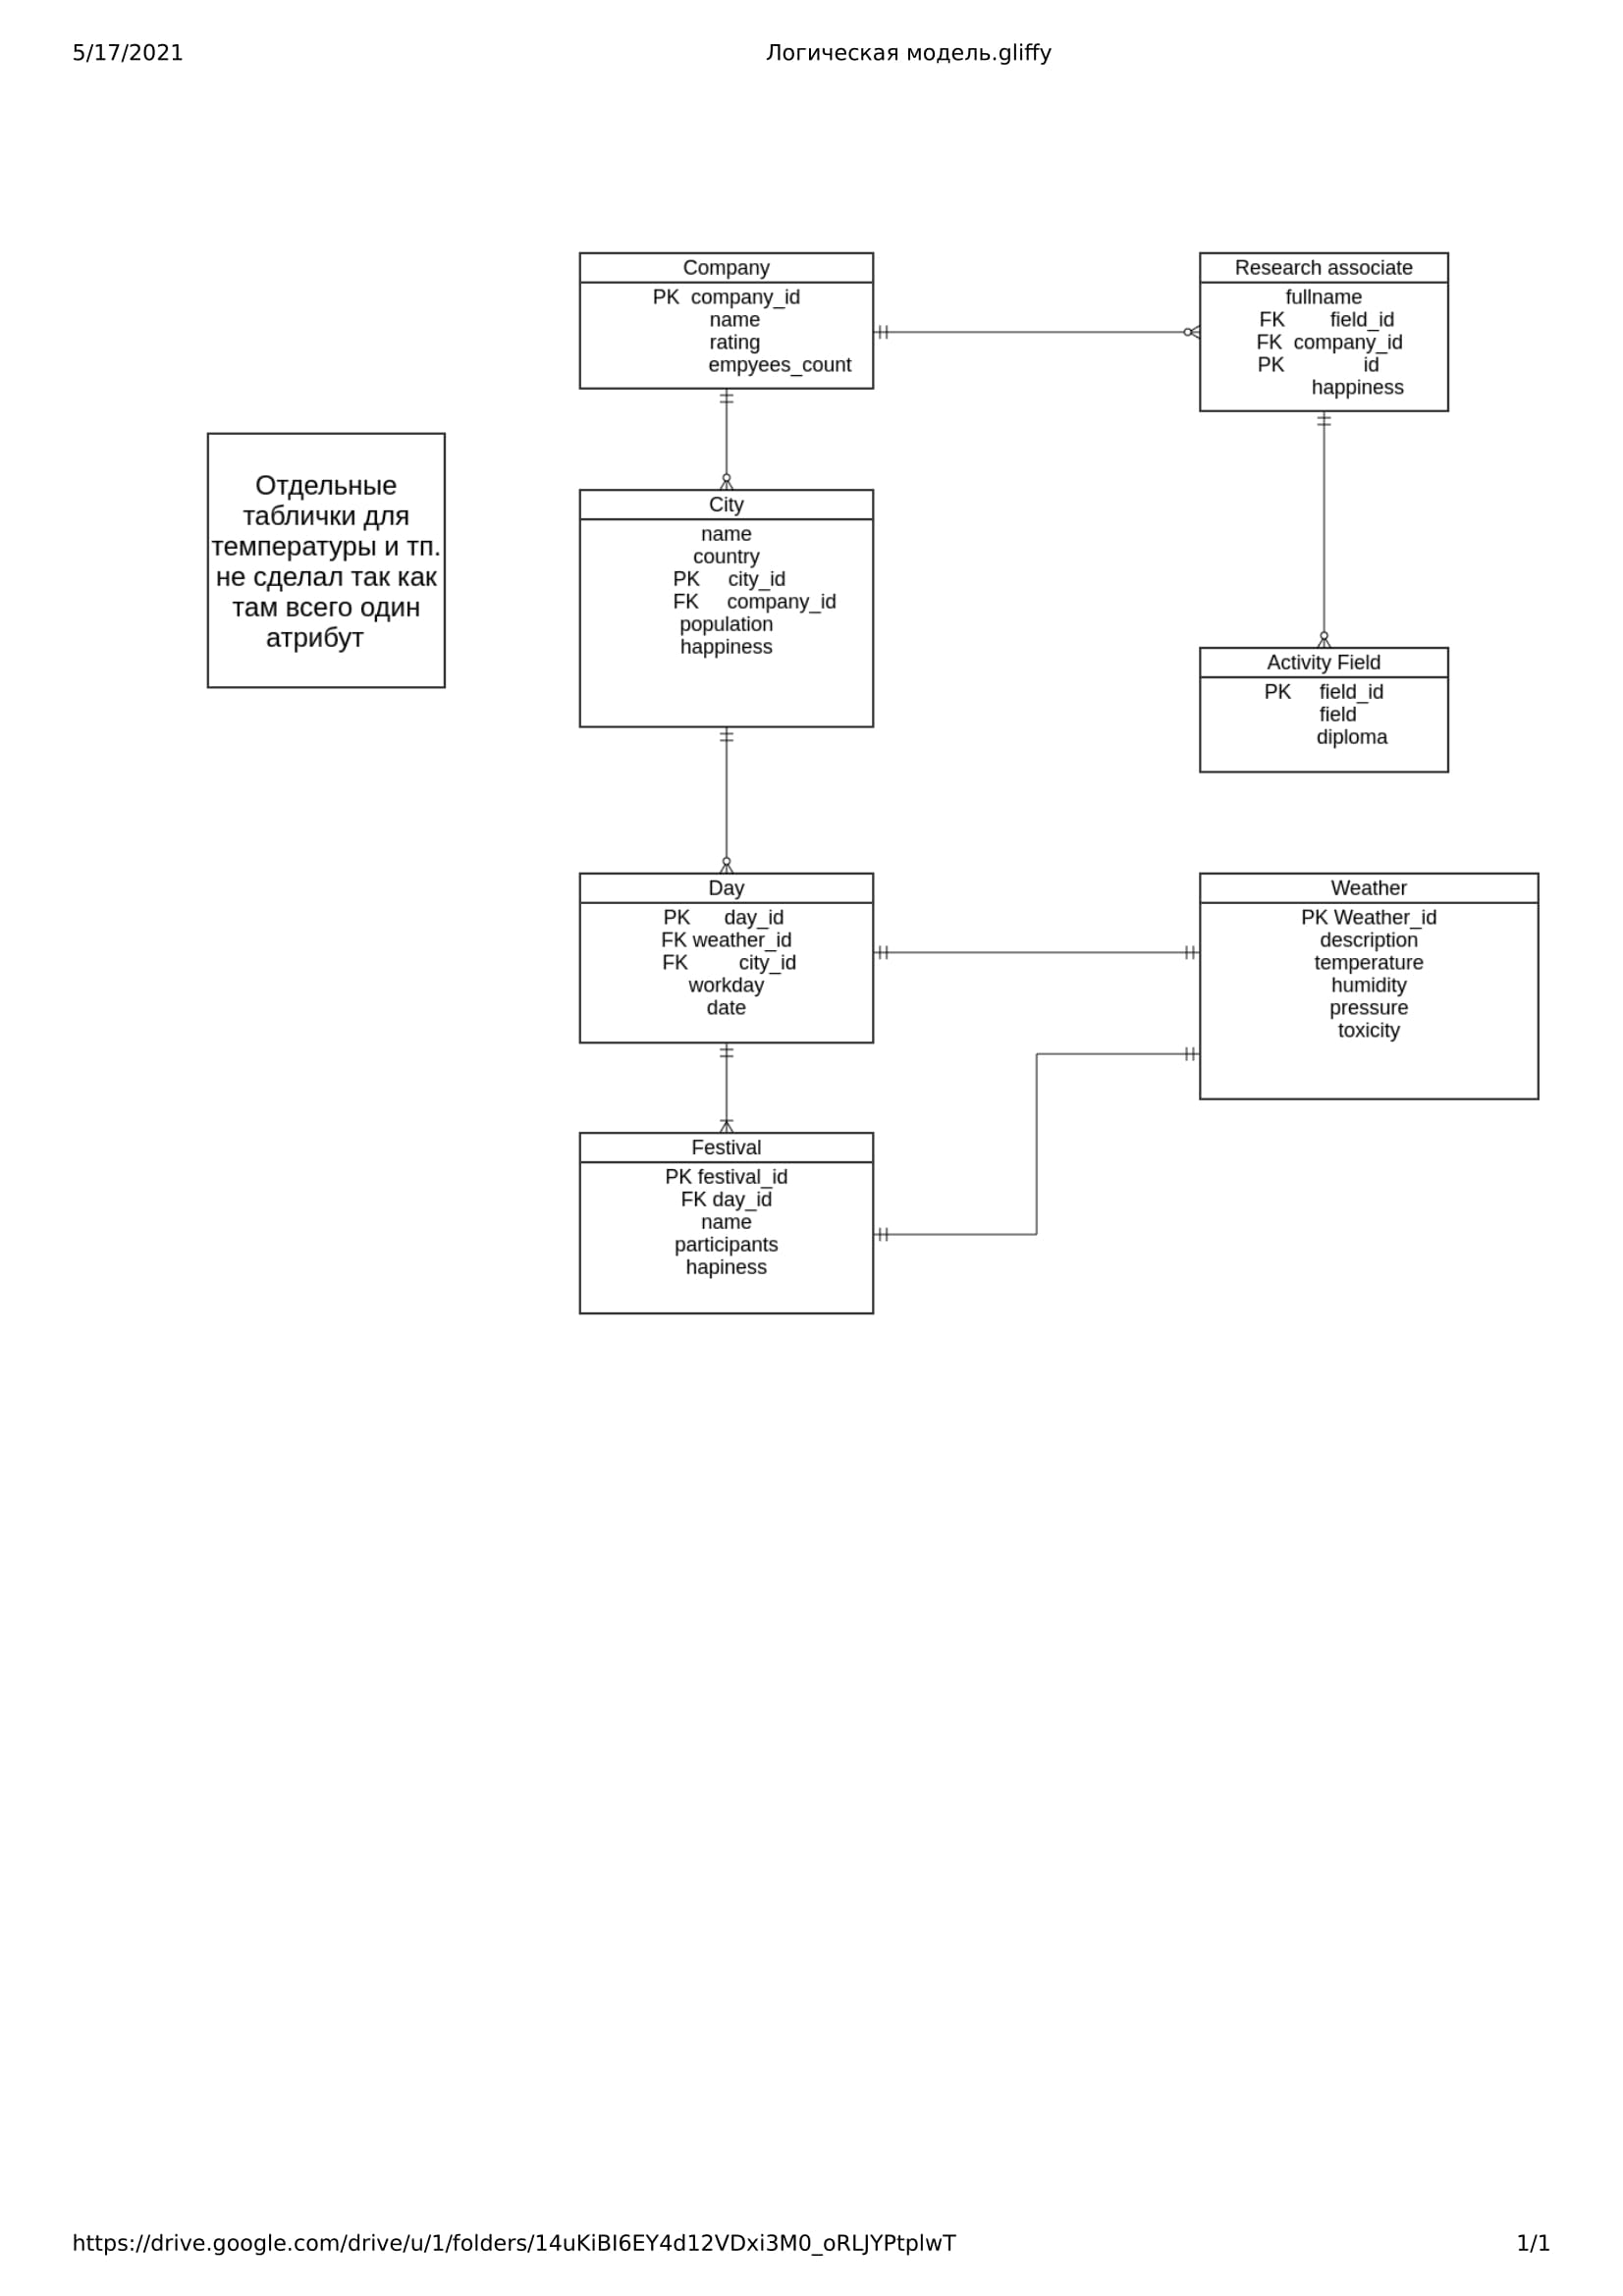 5/17/2021
Логическая модель.gliffy
Company
PK company_id
name
rating
empyees_count
Research associate
fullname
FK field_id
FK company_id
PK id
happiness
Отдельные
таблички для
температуры и тп.
не сделал так как
там всего один
атрибут
City
name
country
PK city_id
FK company_id
population
happiness
Activity Field
PK field_id
field
diploma
Day
PK day_id
FK weather_id
FK city_id
workday
date
Weather
PK Weather_id
description
temperature
humidity
pressure
toxicity
Festival
PK festival_id
FK day_id
name
participants
hapiness
https://drive.google.com/drive/u/1/folders/14uKiBI6EY4d12VDxi3M0_oRLJYPtplwT
1/1